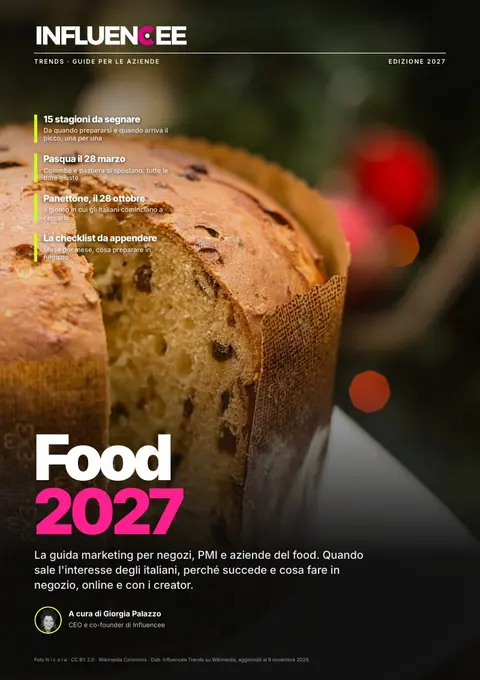 INFLUENCEE
TRENDS · GUIDE PER LE AZIENDE
EDIZIONE 2027
15 stagioni da segnare
Da quando prepararsi e quando arriva il
picco, una per una
Pasqua il 28 marzo
Colomba e pastiera si spostano: tutte le
date giuste
Panettone, il 28 ottobre
Il giorno in cui gli italiani cominciano a
cercarlo
La checklist da appendere
Mese per mese, cosa preparare in
negozio
Food
2027
La guida marketing per negozi, PMI e aziende del food. Quando
sale l'interesse degli italiani, perché succede e cosa fare in
negozio, online e con i creator.
A cura di Giorgia Palazzo
CEO e co-founder di Influencee
Foto N i c o l a · CC BY 2.0 · Wikimedia Commons · Dati: Influencee Trends su Wikimedia, aggiornati al 9 novembre 2026